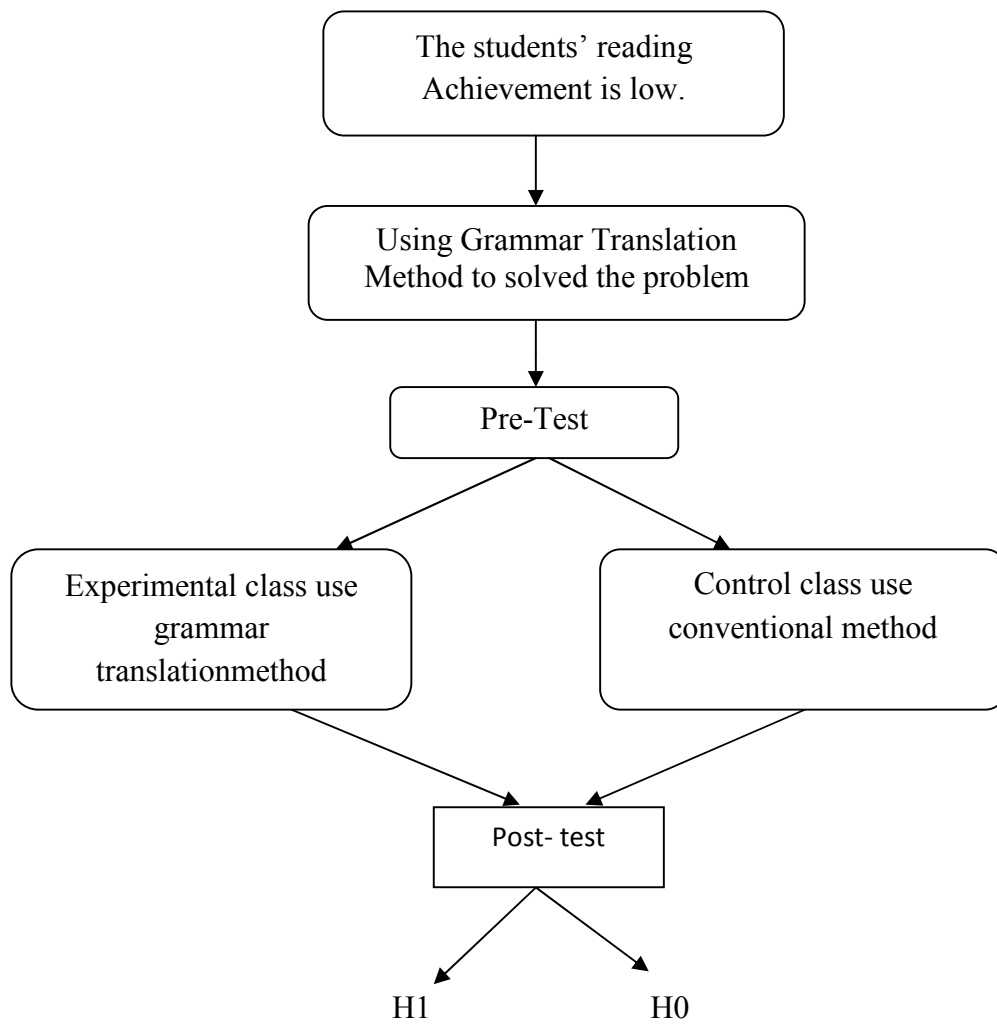 The students’ reading
Achievement is low.
Using Grammar Translation
Method to solved the problem
Pre-Test
Experimental class use
grammar
translationmethod
Control class use
conventional method
Post- test
H1
H0